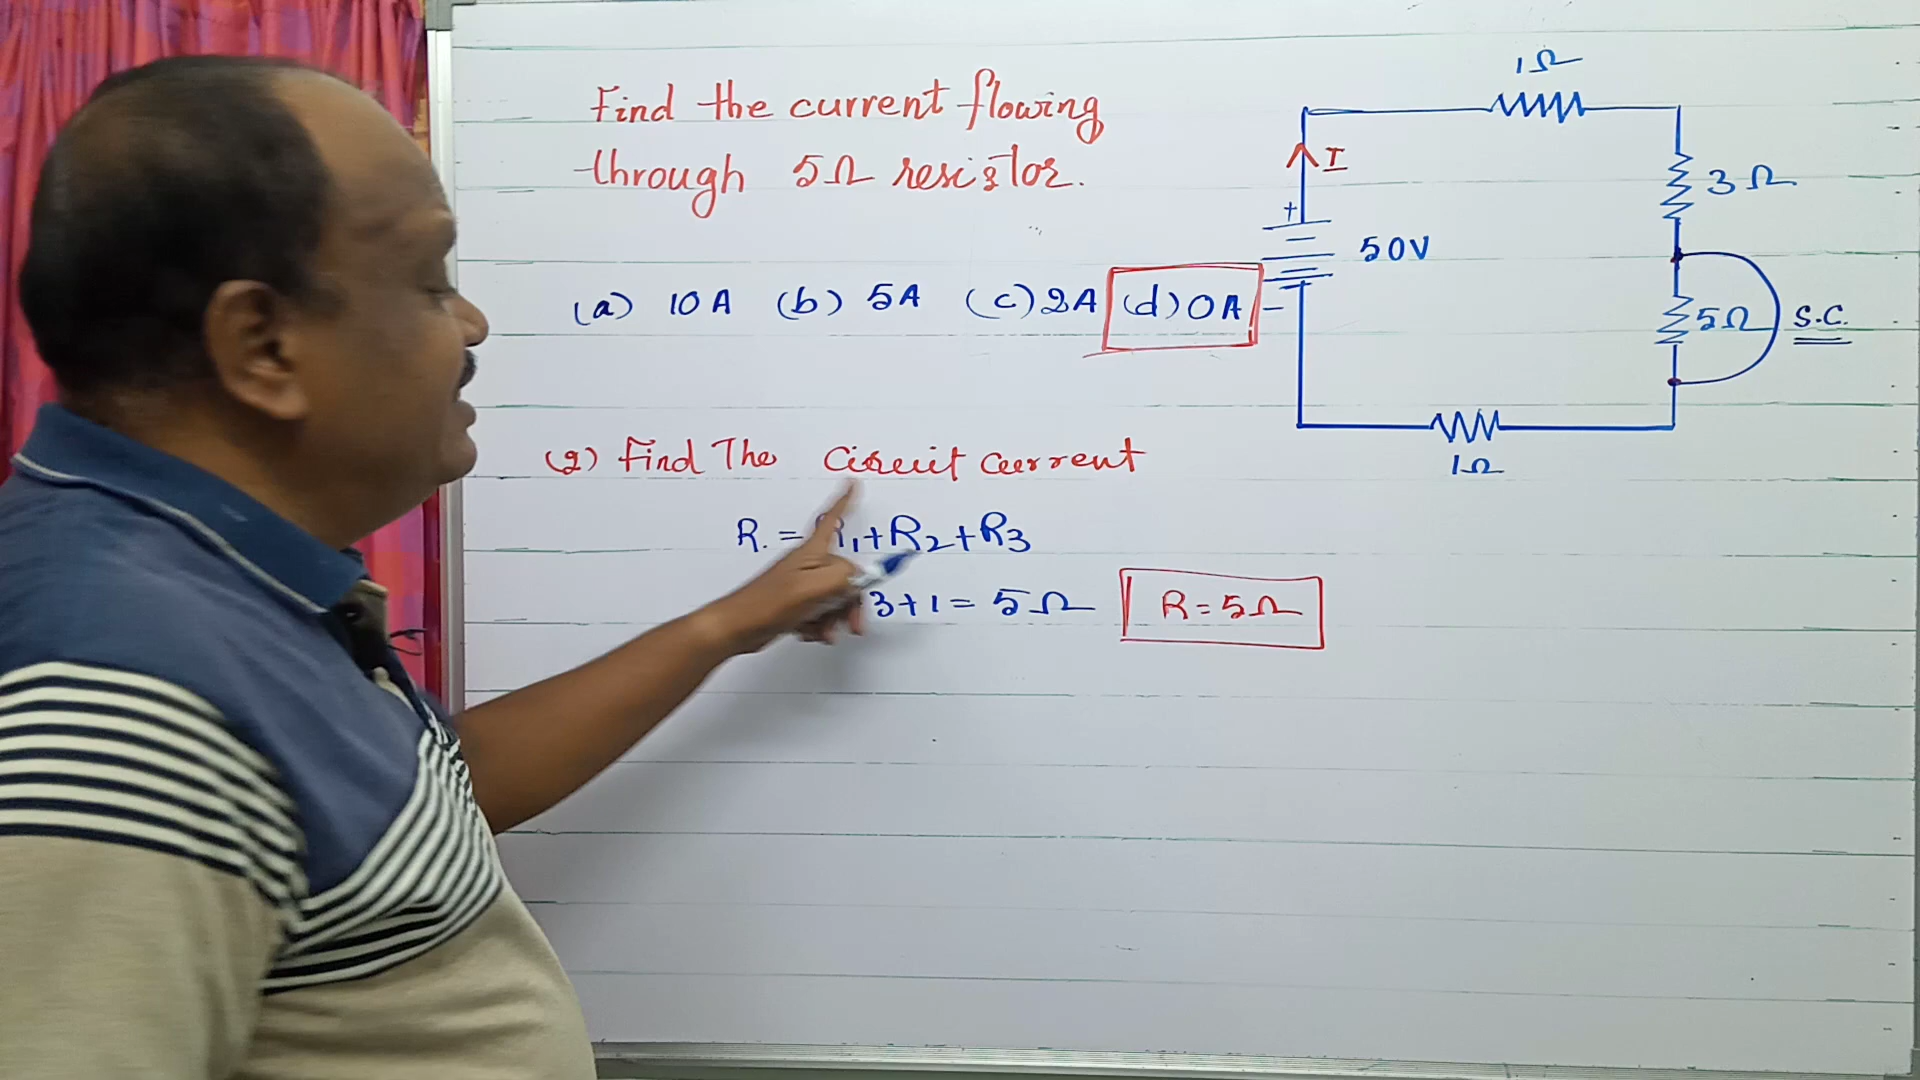 Find the current flowing
through 5Ω resistor.
(a) 10A (b) 5A (c) 2A (d) 0A
(2) Find The Circuit Current
R. = R1+R2+R3
3+1 = 5Ω
R = 5Ω
1Ω
I
3Ω
+
50V
5Ω
S.C.
-
1Ω